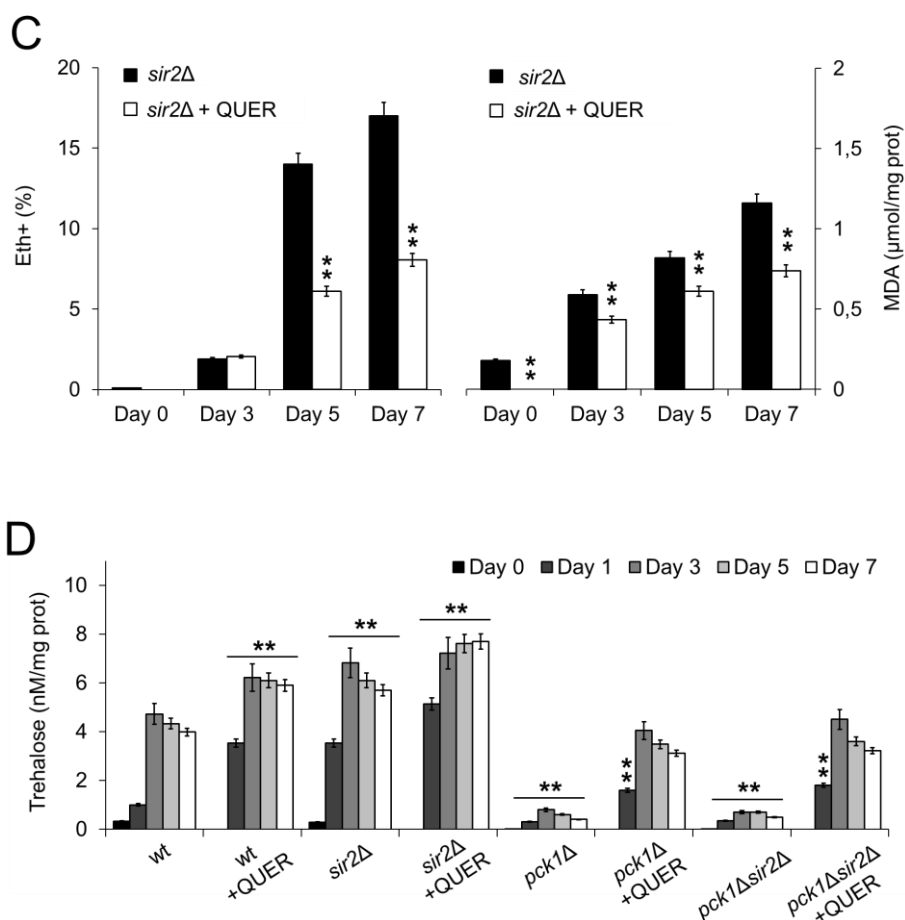 C
20
15
10
5
0
Eth+ (%)
sir2Δ
sir2Δ + QUER
**
**
Day 0
Day 3
Day 5
Day 7
sir2Δ
sir2Δ + QUER
**
**
**
**
Day 0
Day 3
Day 5
Day 7
2
1,5
1
0,5
0
MDA (µmol/mg prot)
D
Day 0 Day 1 Day 3 Day 5 Day 7
10
8
6
4
2
0
Trehalose (nM/mg prot)
**
**
**
**
**
**
**
wt
wt
+QUER
sir2Δ
sir2Δ
+QUER
pck1Δ
pck1Δ
+QUER
pck1Δsir2Δ
pck1Δsir2Δ
+QUER